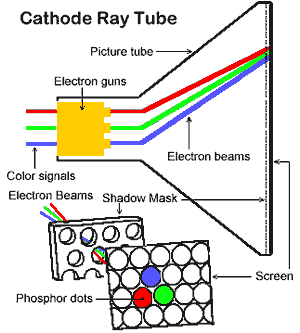 Cathode Ray Tube
Picture tube
Electron guns
Electron beams
Color signals
Electron Beams
Shadow Mask
Screen
Phosphor dots